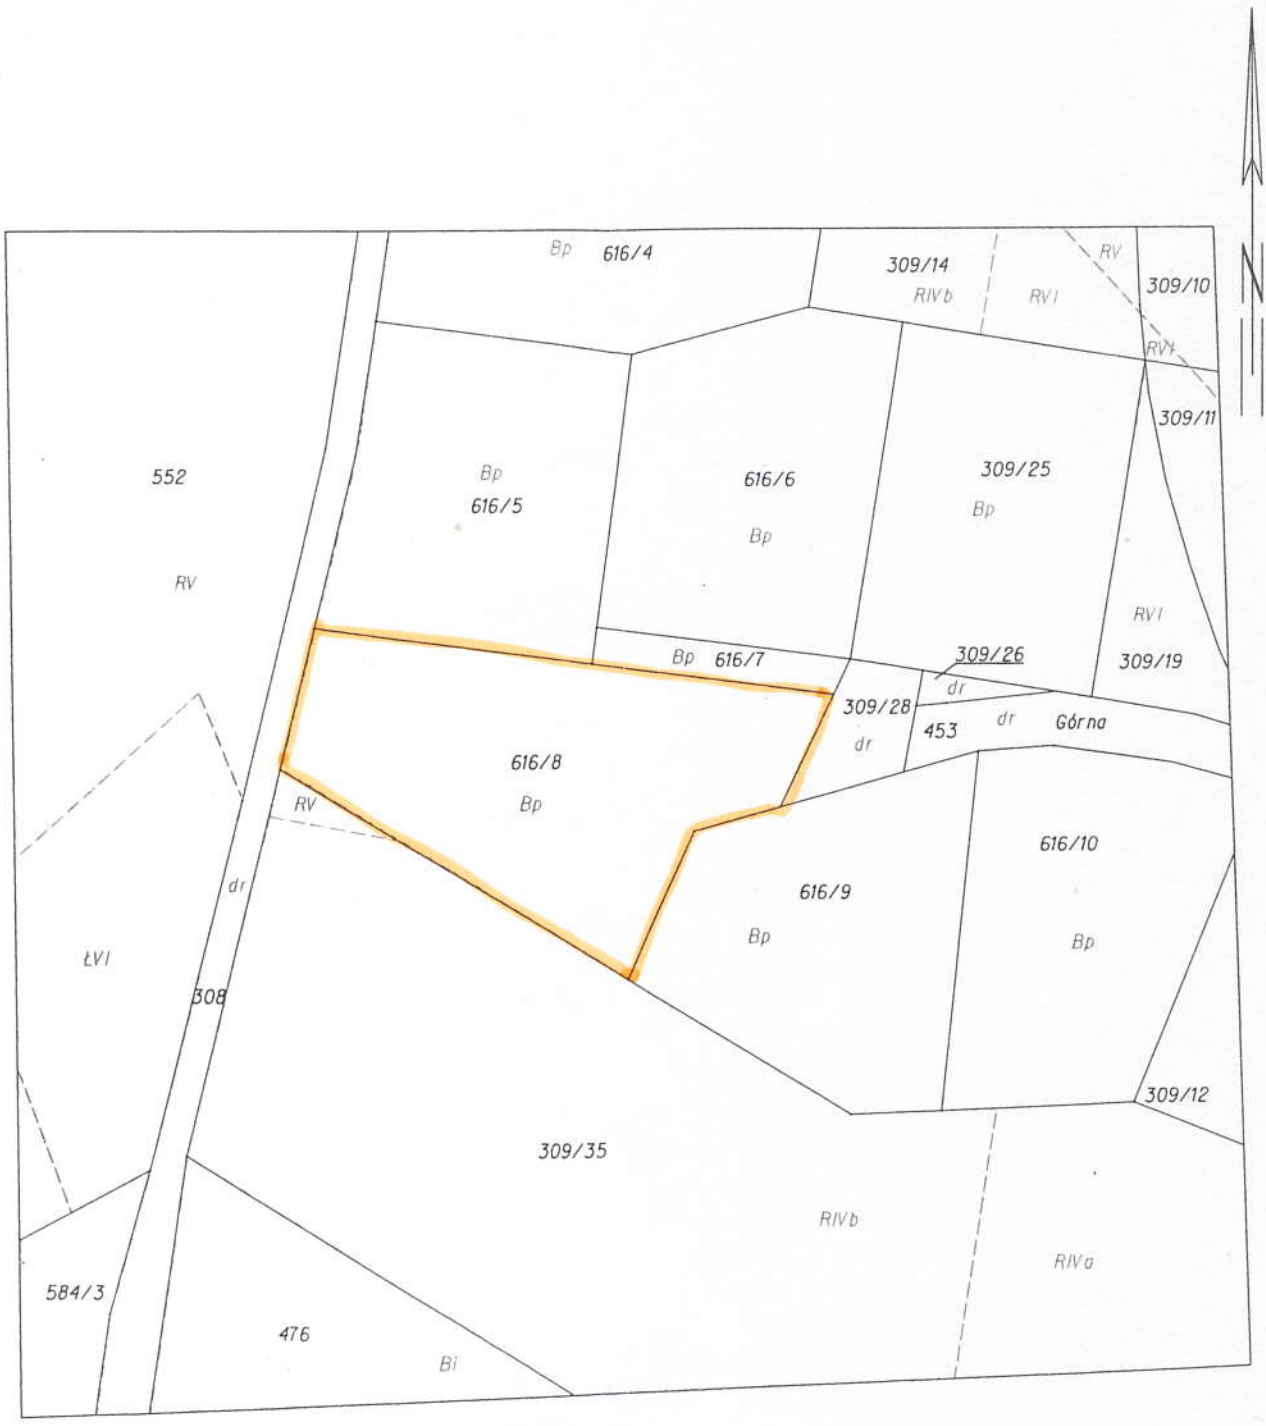 N
Bp 616/4
309/14
RIVb
RVI
RV
309/10
RVI
309/11
552
RV
Bp
616/5
616/6
Bp
309/25
Bp
RVI
309/19
Bp 616/7
309/26
dr
309/28
dr
453
dr
Górna
616/8
Bp
RV
616/10
Bp
616/9
Bp
dr
ŁVI
308
309/12
309/35
RIVb
RIVa
584/3
476
Bi